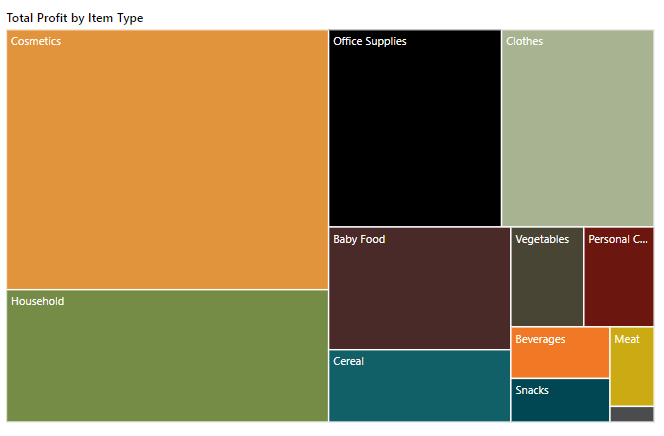 Total Profit by Item Type
Cosmetics
Office Supplies
Clothes
Household
Baby Food
Vegetables
Personal C...
Cereal
Beverages
Meat
Snacks